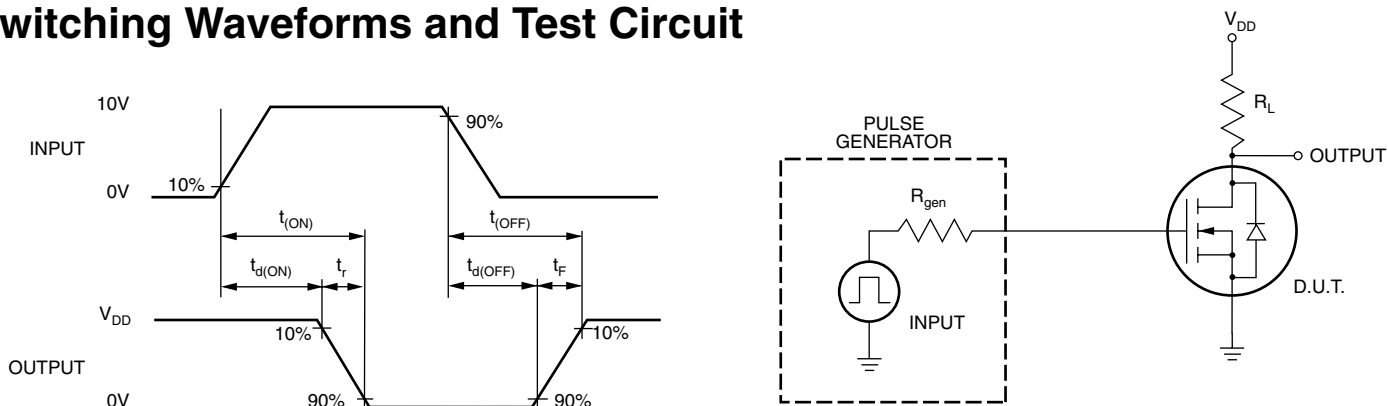 witching Waveforms and Test Circuit
10V
INPUT
0V
10%
90%
t(ON)
t(OFF)
td(ON)
tr
td(OFF)
tF
VDD
10%
10%
OUTPUT
0V
90%
90%
PULSE
GENERATOR
Rgen
INPUT
VDD
RL
OUTPUT
D.U.T.